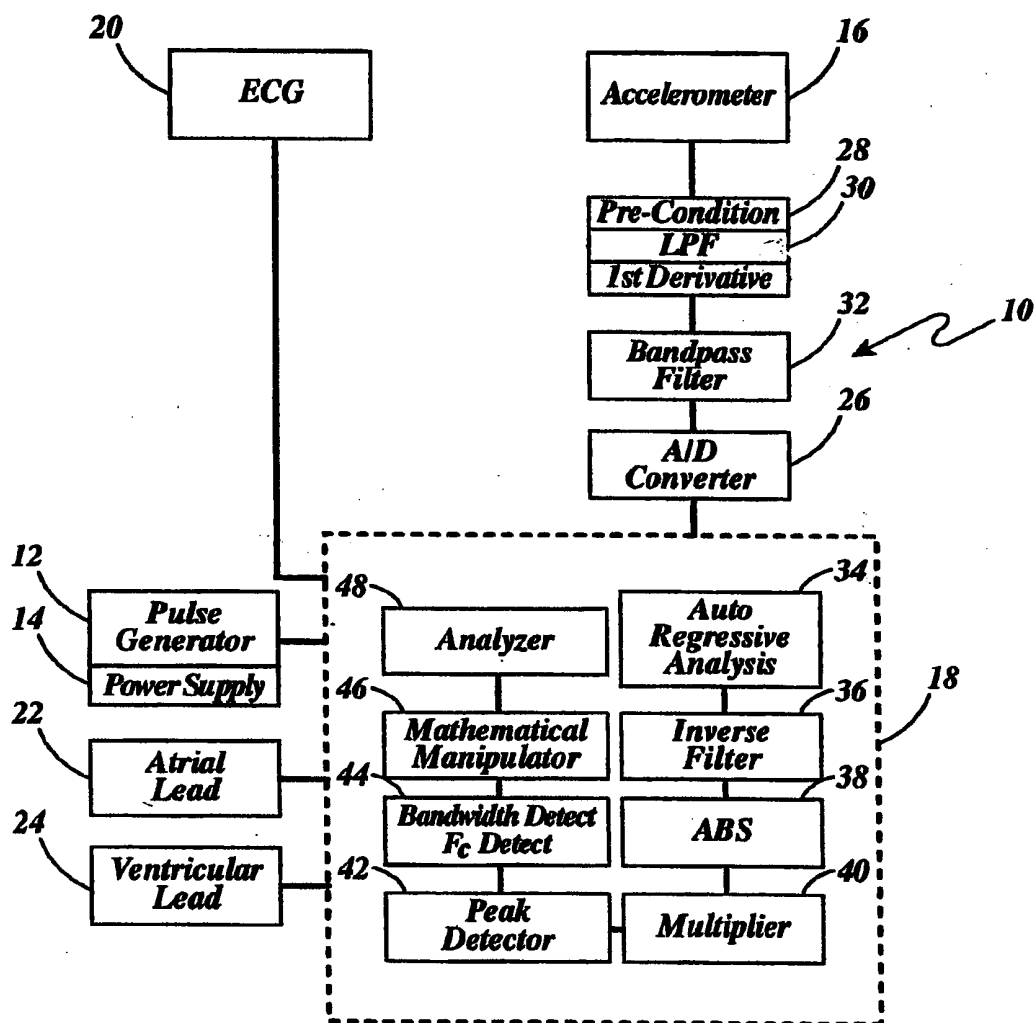 20
ECG
16
Accelerometer
28
30
Pre-Condition
LPF
1st Derivative
32
10
Bandpass
Filter
26
A/D
Converter
12
14
Pulse
Generator
Power Supply
48
Analyzer
34
Auto
Regressive
Analysis
18
46
Mathematical
Manipulator
36
Inverse
Filter
22
Atrial
Lead
44
Bandwidth Detect
Fc Detect
38
ABS
24
Ventricular
Lead
42
Peak
Detector
40
Multiplier